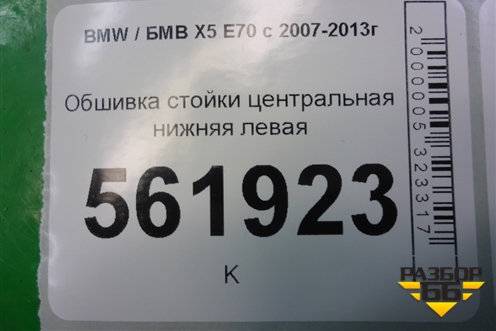 BMW / БМВ X5 E70 с 2007-2013г
Обшивка стойки центральная
нижняя левая
561923
К
2000005323317
РАЗБОР
66